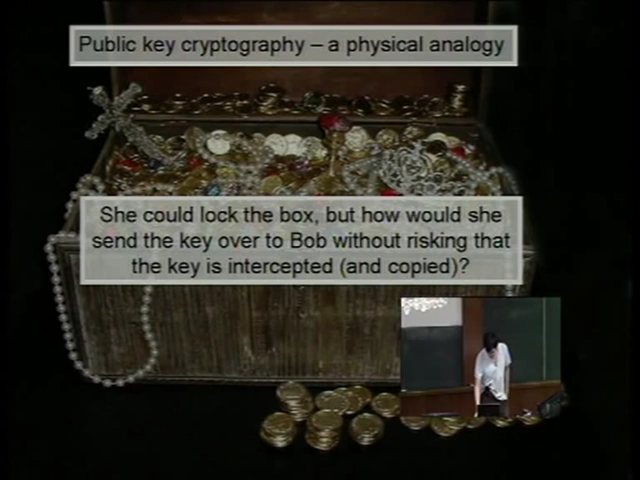 Public key cryptography – a physical analogy
She could lock the box, but how would she
send the key over to Bob without risking that
the key is intercepted (and copied)?